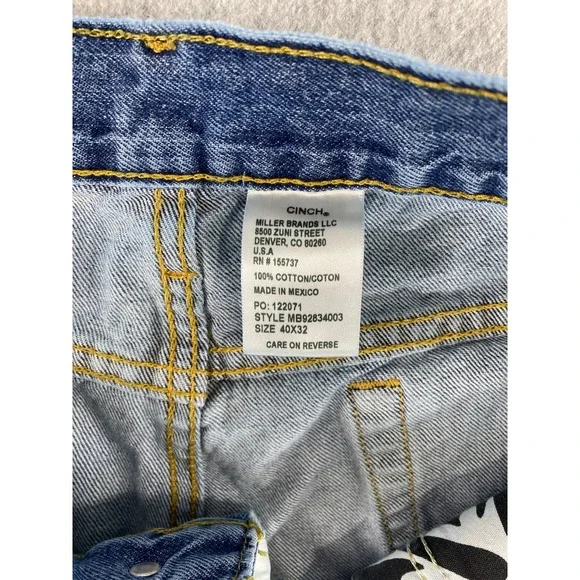 CINCH®
MILLER BRANDS LLC
8500 ZUNI STREET
DENVER, CO 80260
U.S.A
RN # 155737
100% COTTON/COTON
MADE IN MEXICO
PO: 122071
STYLE MB92834003
SIZE 40X32
CARE ON REVERSE